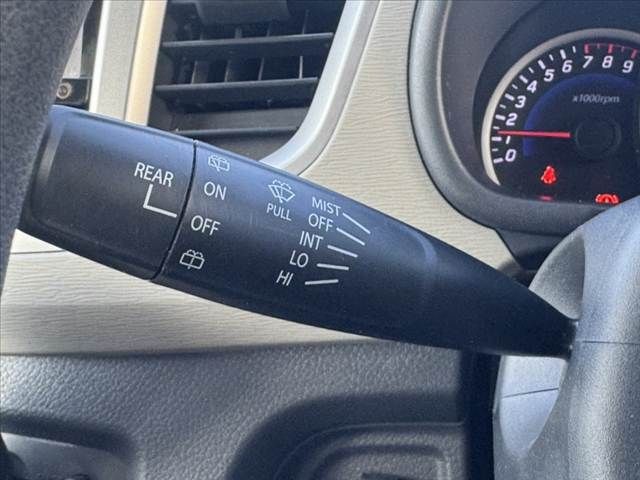 REAR
ON
OFF
PULL
MIST
OFF
INT
LO
HI
0
1
2
3
4
5
6
7
8
9
x1000rpm